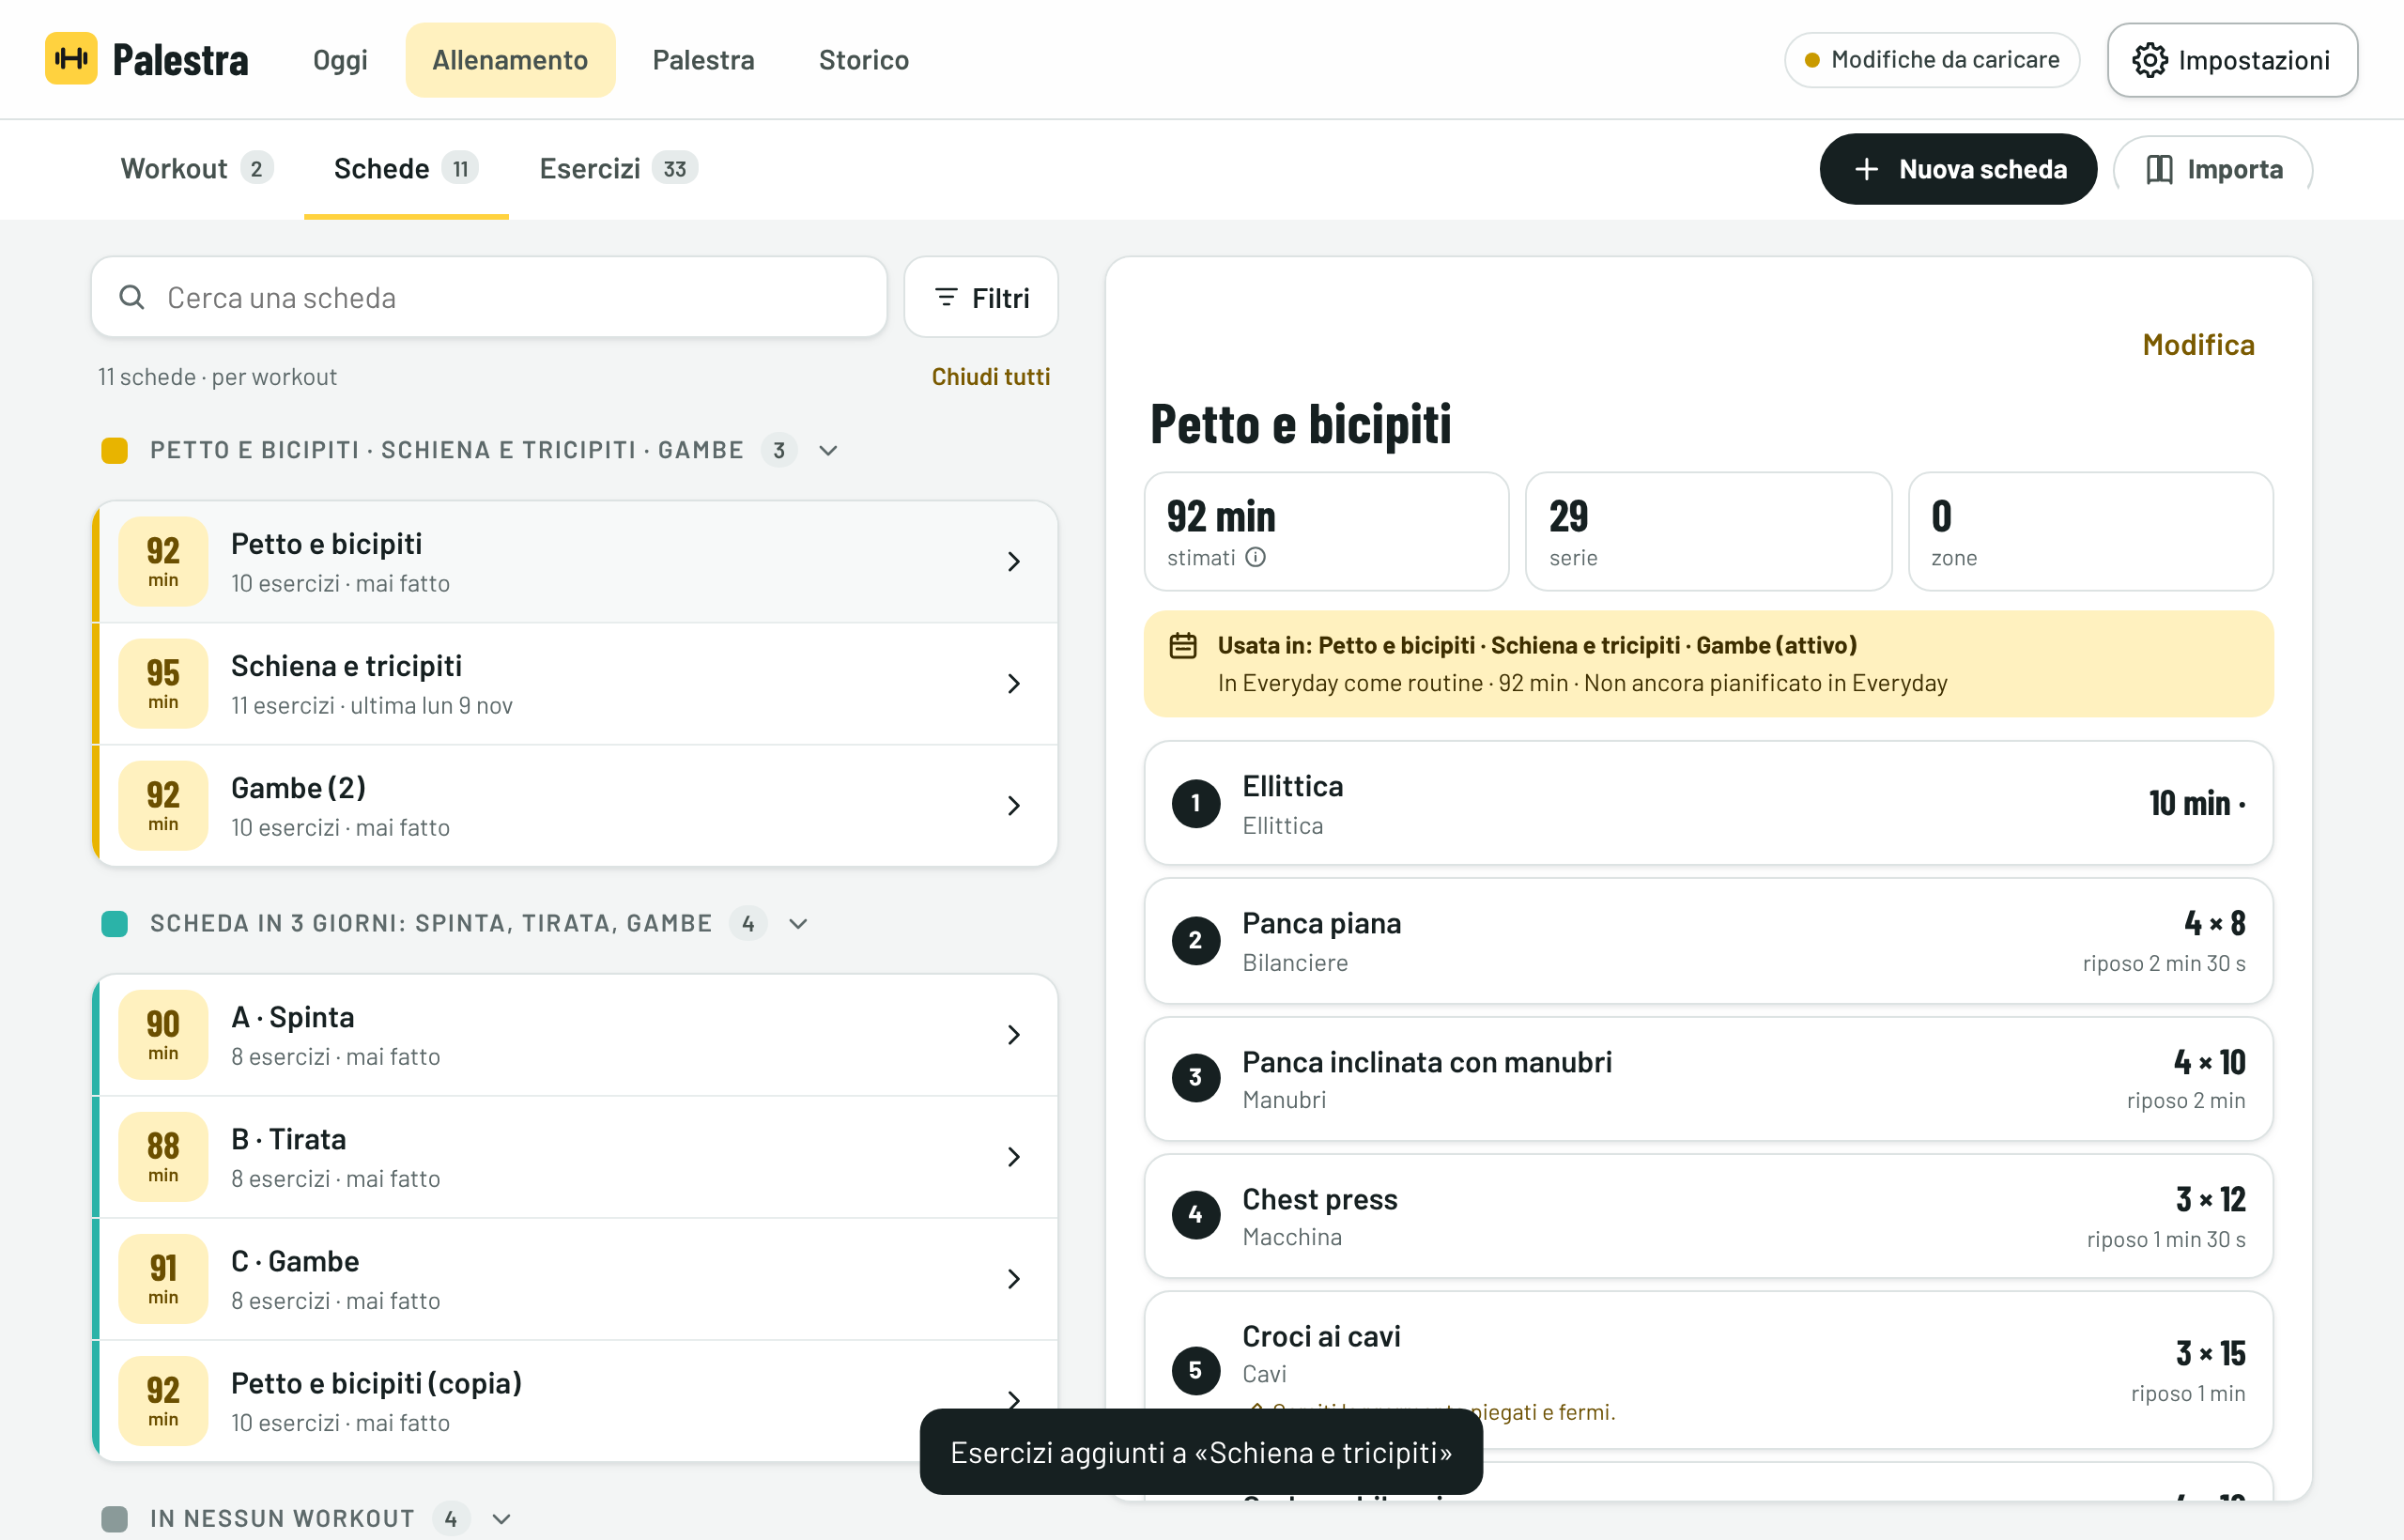 Palestra
Oggi
Allenamento
Palestra
Storico
Modifiche da caricare
Impostazioni
Workout 2
Schede 11
Esercizi 33
Nuova scheda
Importa
Cerca una scheda
Filtri
11 schede · per workout
Chiudi tutti
PETTO E BICIPITI · SCHIENA E TRICIPITI · GAMBE 3
92 min
Petto e bicipiti
10 esercizi · mai fatto
95 min
Schiena e tricipiti
11 esercizi · ultima lun 9 nov
92 min
Gambe (2)
10 esercizi · mai fatto
SCHEDA IN 3 GIORNI: SPINTA, TIRATA, GAMBE 4
90 min
A · Spinta
8 esercizi · mai fatto
88 min
B · Tirata
8 esercizi · mai fatto
91 min
C · Gambe
8 esercizi · mai fatto
92 min
Petto e bicipiti (copia)
10 esercizi · mai fatto
IN NESSUN WORKOUT 4
Modifica
Petto e bicipiti
92 min
stimati
29
serie
0
zone
Usata in: Petto e bicipiti · Schiena e tricipiti · Gambe (attivo)
In Everyday come routine · 92 min · Non ancora pianificato in Everyday
1
Ellittica
Ellittica
10 min ·
2
Panca piana
Bilanciere
4 × 8
riposo 2 min 30 s
3
Panca inclinata con manubri
Manubri
4 × 10
riposo 2 min
4
Chest press
Macchina
3 × 12
riposo 1 min 30 s
5
Croci ai cavi
Cavi
piegati e fermi.
3 × 15
riposo 1 min
Esercizi aggiunti a «Schiena e tricipiti»